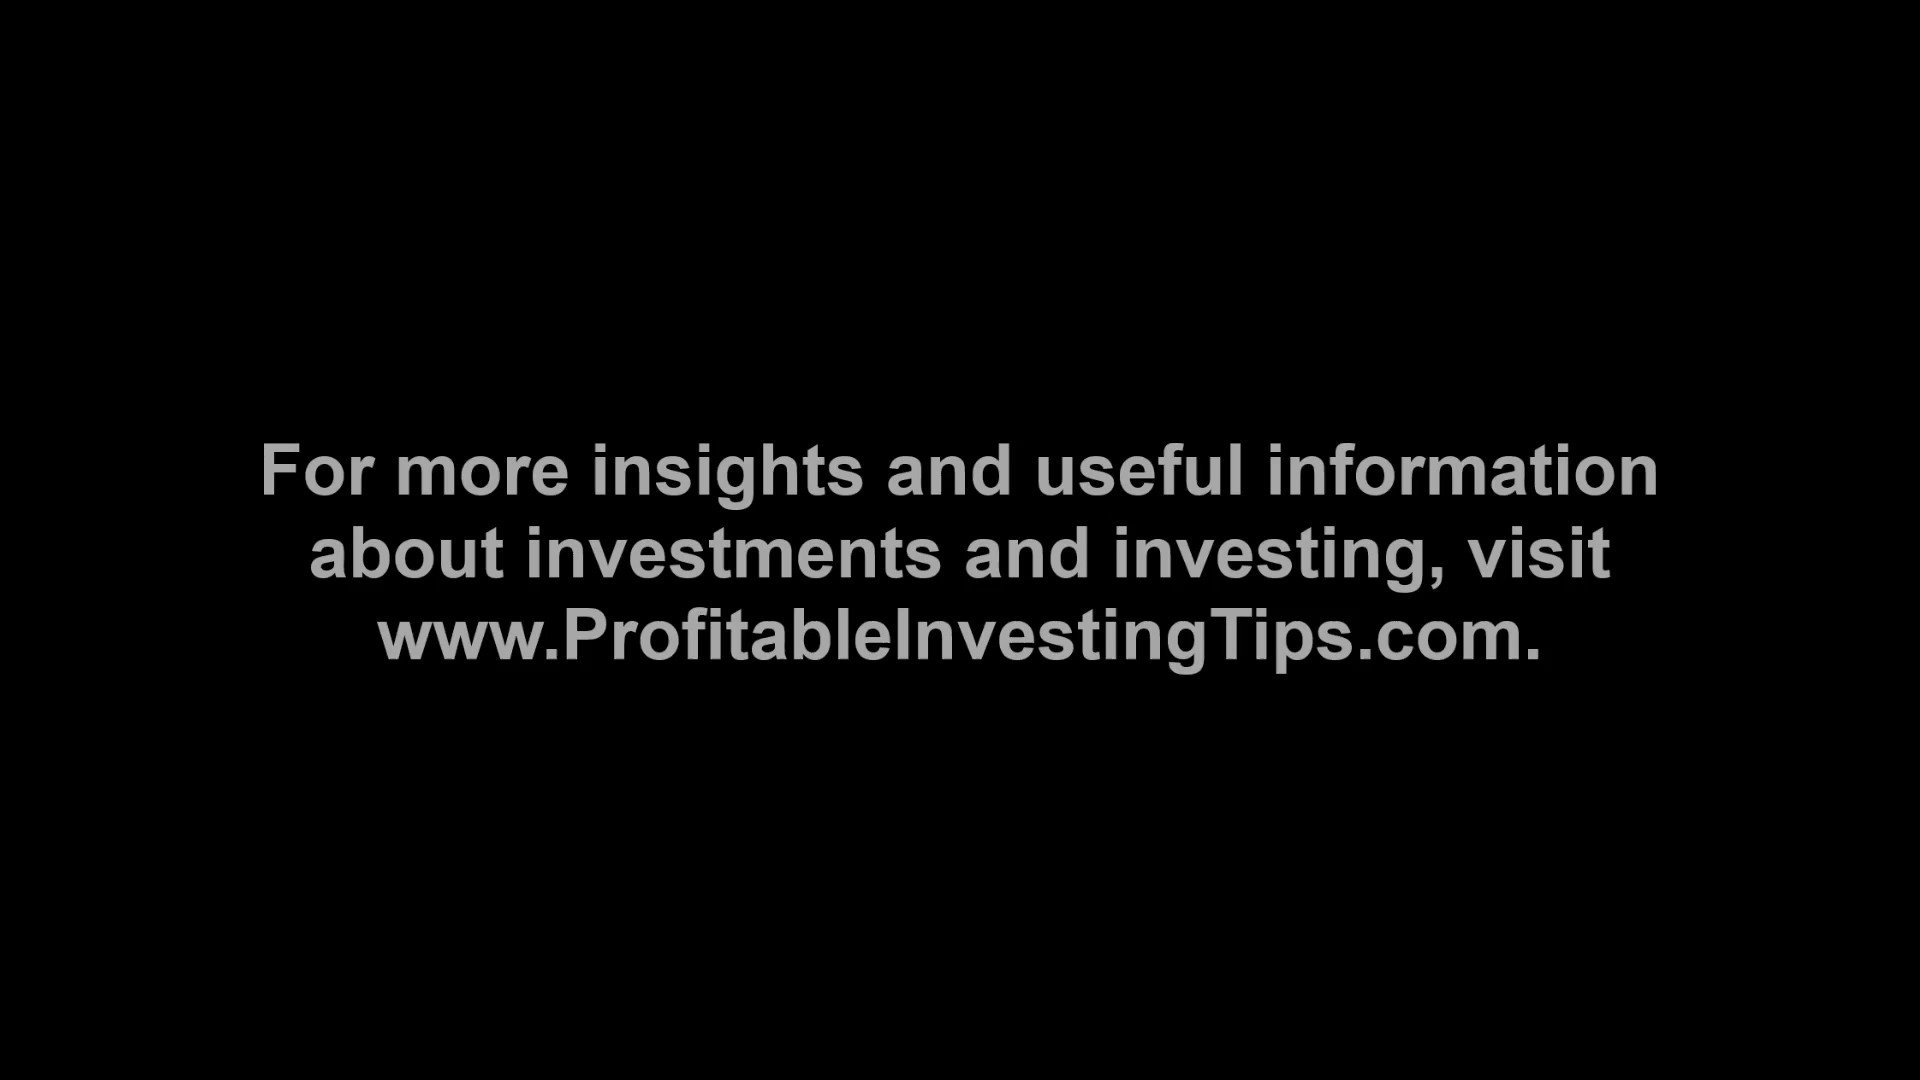 For more insights and useful information
about investments and investing, visit
www.ProfitableInvestingTips.com.